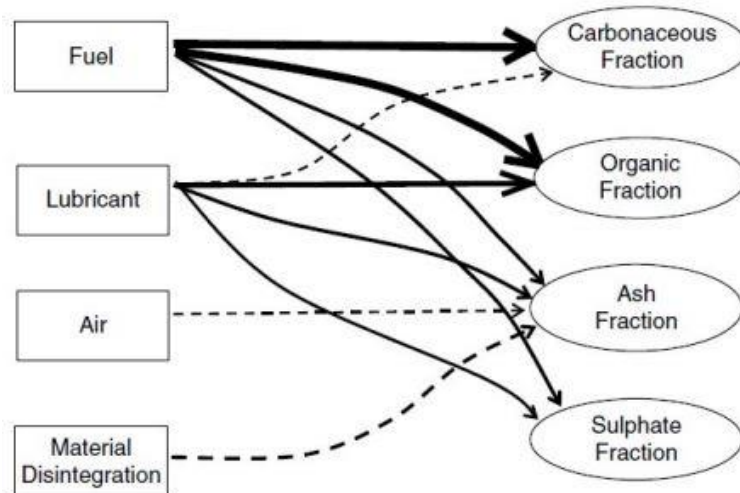 Fuel
Lubricant
Air
Material
Disintegration
Carbonaceous
Fraction
Organic
Fraction
Ash
Fraction
Sulphate
Fraction